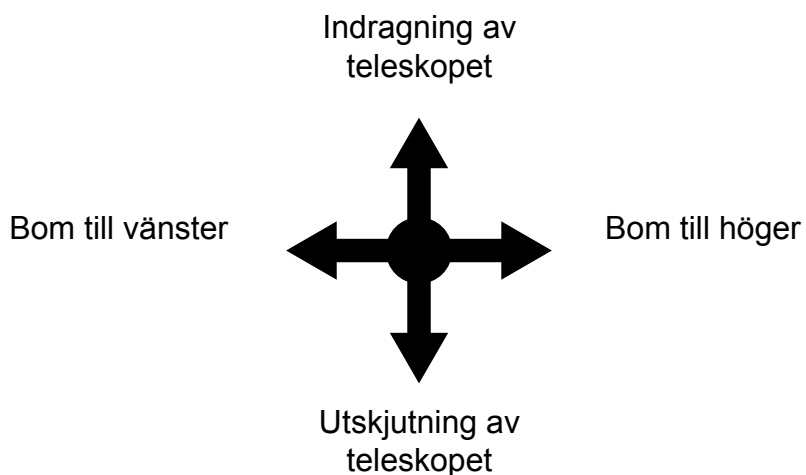 Indragning av
teleskopet
Bom till vänster
Bom till höger
Utskjutning av
teleskopet